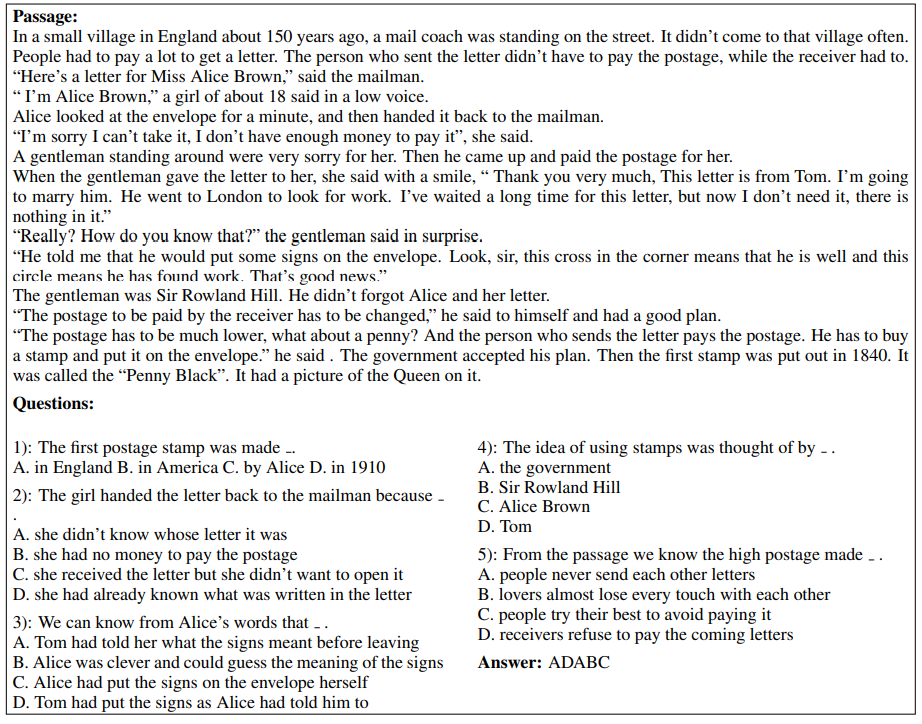 Passage:
In a small village in England about 150 years ago, a mail coach was standing on the street. It didn't come to that village often.
People had to pay a lot to get a letter. The person who sent the letter didn't have to pay the postage, while the receiver had to.
“Here's a letter for Miss Alice Brown,” said the mailman.
“ I'm Alice Brown,” a girl of about 18 said in a low voice.
Alice looked at the envelope for a minute, and then handed it back to the mailman.
“I'm sorry I can't take it, I don't have enough money to pay it”, she said.
A gentleman standing around were very sorry for her. Then he came up and paid the postage for her.
When the gentleman gave the letter to her, she said with a smile, “ Thank you very much, This letter is from Tom. I'm going
to marry him. He went to London to look for work. I've waited a long time for this letter, but now I don't need it, there is
nothing in it.”
“Really? How do you know that?” the gentleman said in surprise.
“He told me that he would put some signs on the envelope. Look, sir, this cross in the corner means that he is well and this
circle means he has found work. That's good news.”
The gentleman was Sir Rowland Hill. He didn't forgot Alice and her letter.
“The postage to be paid by the receiver has to be changed,” he said to himself and had a good plan.
“The postage has to be much lower, what about a penny? And the person who sends the letter pays the postage. He has to buy
a stamp and put it on the envelope.” he said . The government accepted his plan. Then the first stamp was put out in 1840. It
was called the “Penny Black”. It had a picture of the Queen on it.
Questions:
1): The first postage stamp was made _.
A. in England B. in America C. by Alice D. in 1910
2): The girl handed the letter back to the mailman because _
.
A. she didn't know whose letter it was
B. she had no money to pay the postage
C. she received the letter but she didn't want to open it
D. she had already known what was written in the letter
3): We can know from Alice's words that _ .
A. Tom had told her what the signs meant before leaving
B. Alice was clever and could guess the meaning of the signs
C. Alice had put the signs on the envelope herself
D. Tom had put the signs as Alice had told him to
4): The idea of using stamps was thought of by _ .
A. the government
B. Sir Rowland Hill
C. Alice Brown
D. Tom
5): From the passage we know the high postage made _ .
A. people never send each other letters
B. lovers almost lose every touch with each other
C. people try their best to avoid paying it
D. receivers refuse to pay the coming letters
Answer: ADABC